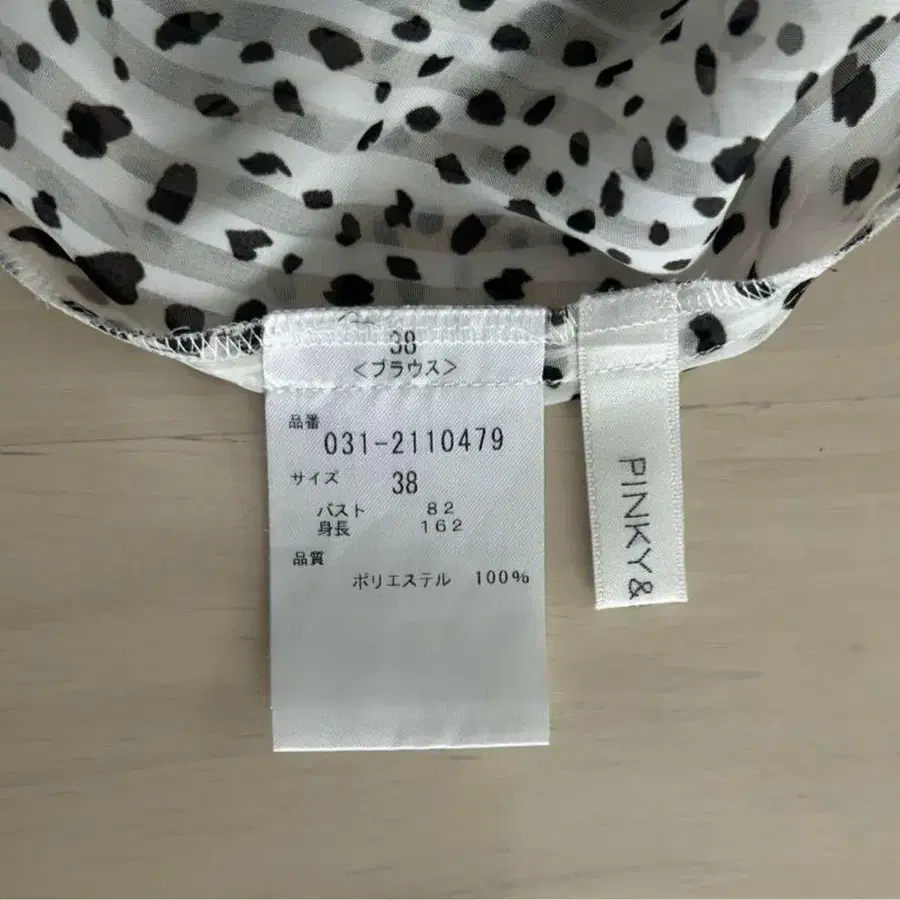 38
＜ブラウス＞
品番
031-2110479
サイズ 38
バスト 82
身長 162
品質
ポリエステル 100%
PINKY&